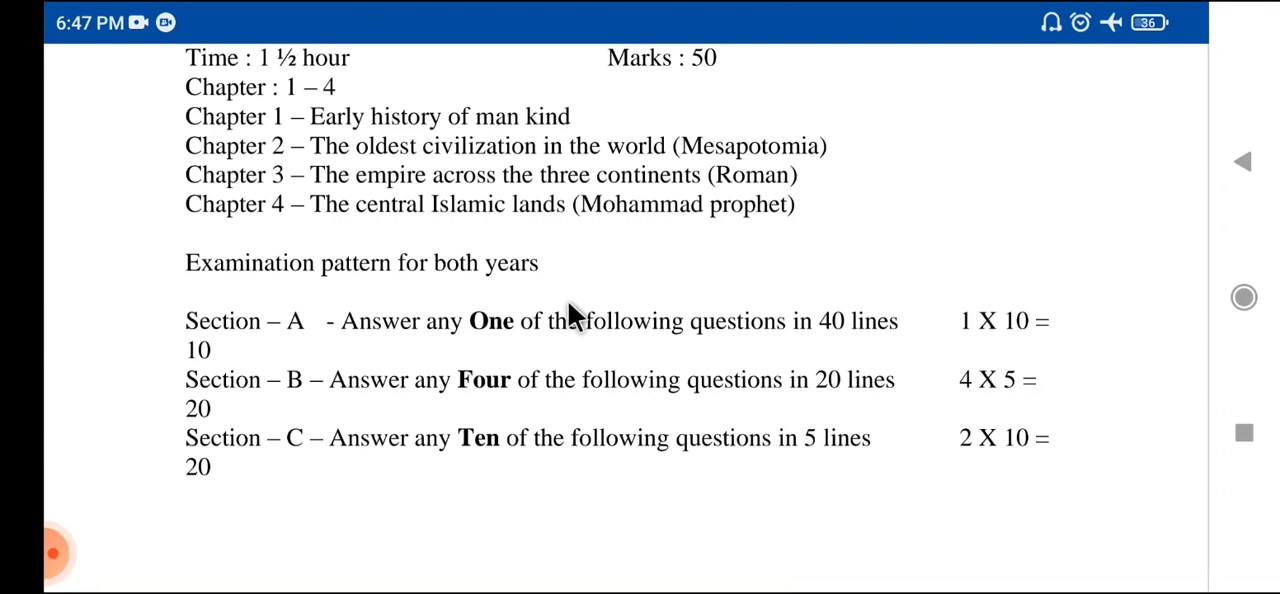 6:47 PM
36
Time : 1 ½ hour Marks : 50
Chapter : 1 – 4
Chapter 1 – Early history of man kind
Chapter 2 – The oldest civilization in the world (Mesapotomia)
Chapter 3 – The empire across the three continents (Roman)
Chapter 4 – The central Islamic lands (Mohammad prophet)
Examination pattern for both years
Section – A - Answer any One of the following questions in 40 lines 1 X 10 =
10
Section – B – Answer any Four of the following questions in 20 lines 4 X 5 =
20
Section – C – Answer any Ten of the following questions in 5 lines 2 X 10 =
20